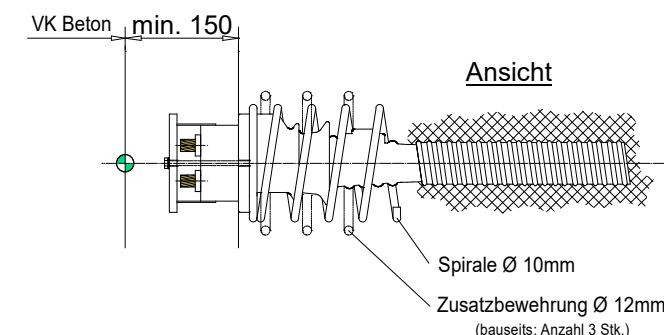 VK Beton
min. 150
Ansicht
Spirale Ø 10mm
Zusatzbewehrung Ø 12mm
(bauseits: Anzahl 3 Stk.)